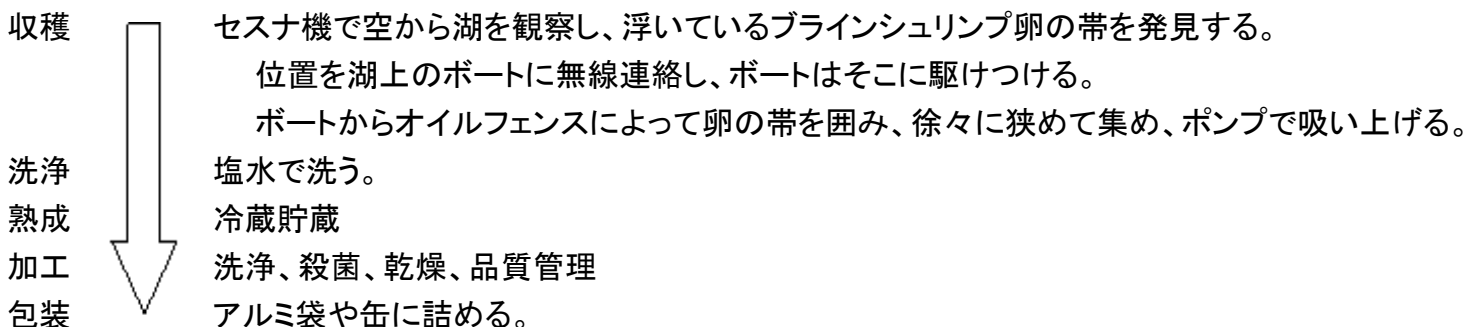 収穫 セスナ機で空から湖を観察し、浮いているブラインシュリンプ卵の帯を発見する。
位置を湖上のボートに無線連絡し、ボートはそこに駆けつける。
ボートからオイルフェンスによって卵の帯を囲み、徐々に狭めて集め、ポンプで吸い上げる。
洗浄 塩水で洗う。
熟成 冷蔵貯蔵
加工 洗浄、殺菌、乾燥、品質管理
包装 アルミ袋や缶に詰める。